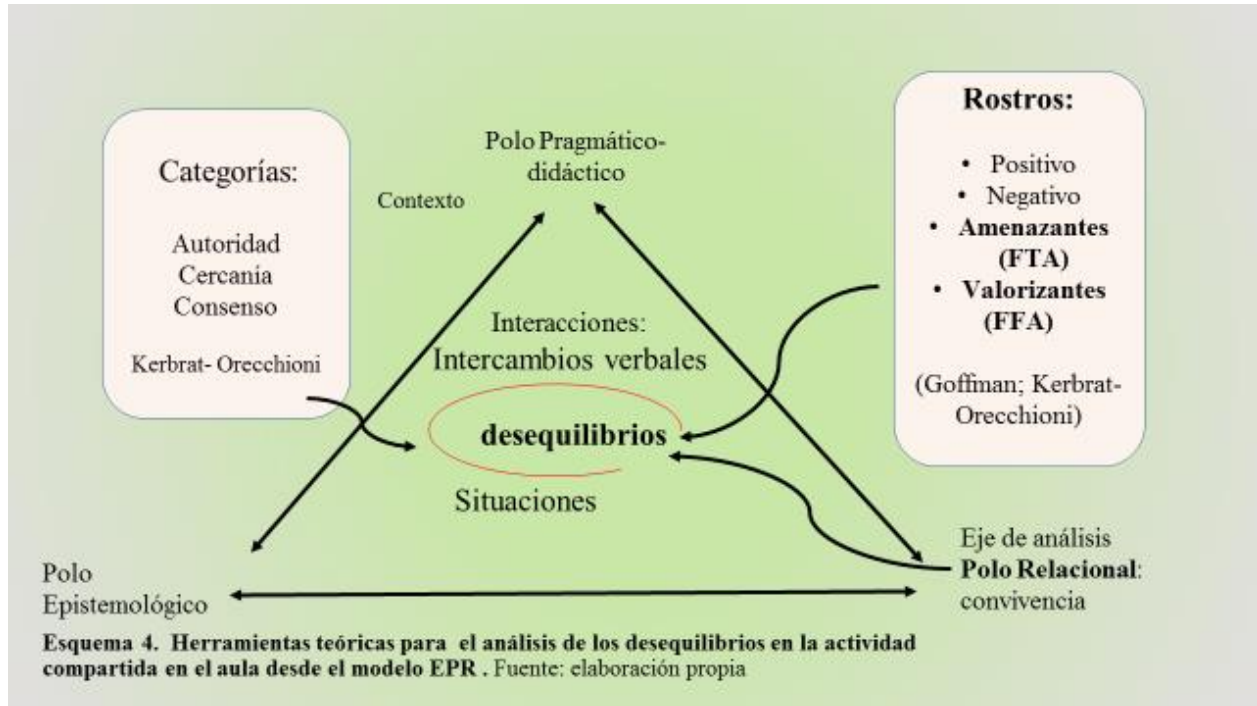 Categorías:
Autoridad
Cercanía
Consenso
Kerbrat- Orecchioni
Polo Pragmático-
didáctico
Contexto
Interacciones:
Intercambios verbales
desequilibrios
Situaciones
Rostros:
• Positivo
• Negativo
• Amenazantes
(FTA)
• Valorizantes
(FFA)
(Goffman; Kerbrat-
Orecchioni)
Polo
Epistemológico
Eje de análisis
Polo Relacional:
convivencia
Esquema 4. Herramientas teóricas para el análisis de los desequilibrios en la actividad
compartida en el aula desde el modelo EPR . Fuente: elaboración propia